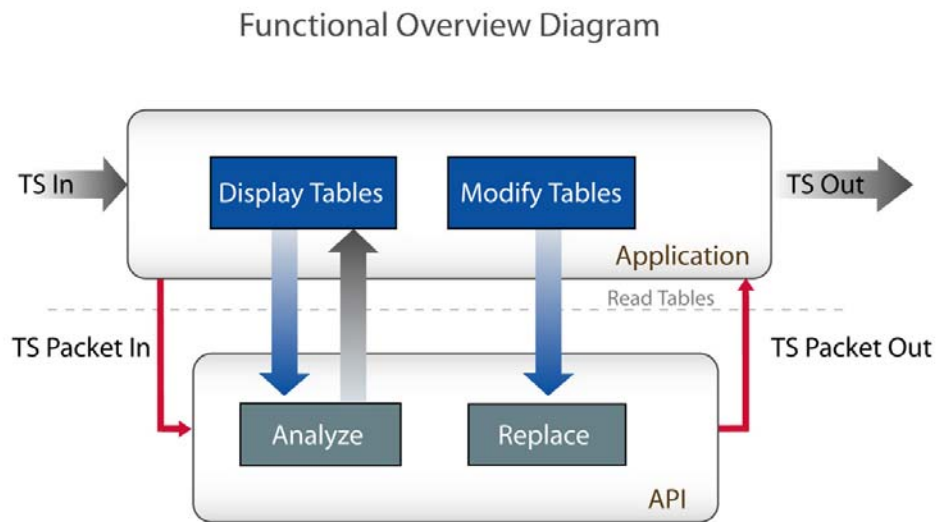 Functional Overview Diagram
TS In
Display Tables
Modify Tables
TS Out
Application
Read Tables
TS Packet In
TS Packet Out
Analyze
Replace
API